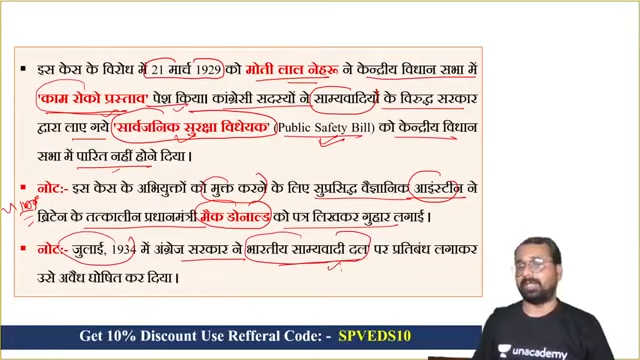 इस केस के विरोध में 21 मार्च 1929 को मोती लाल नेहरू ने केन्द्रीय विधान सभा में
'काम रोको प्रस्ताव' पेश किया। कांग्रेसी सदस्यों ने साम्यवादियों के विरुद्ध सरकार
द्वारा लाए गये 'सार्वजनिक सुरक्षा विधेयक' (Public Safety Bill) को केन्द्रीय विधान
सभा में पारित नहीं होने दिया।
नोट:- इस केस के अभियुक्तों को मुक्त करने के लिए सुप्रसिद्ध वैज्ञानिक आइंस्टीन ने
ब्रिटेन के तत्कालीन प्रधानमंत्री मैक डोनाल्ड को पत्र लिखकर गुहार लगाई।
नोट:- जुलाई, 1934 में अंग्रेज सरकार ने भारतीय साम्यवादी दल पर प्रतिबंध लगाकर
उसे अवैध घोषित कर दिया।
unacademy
Get 10% Discount Use Refferal Code: - SPVEDS10